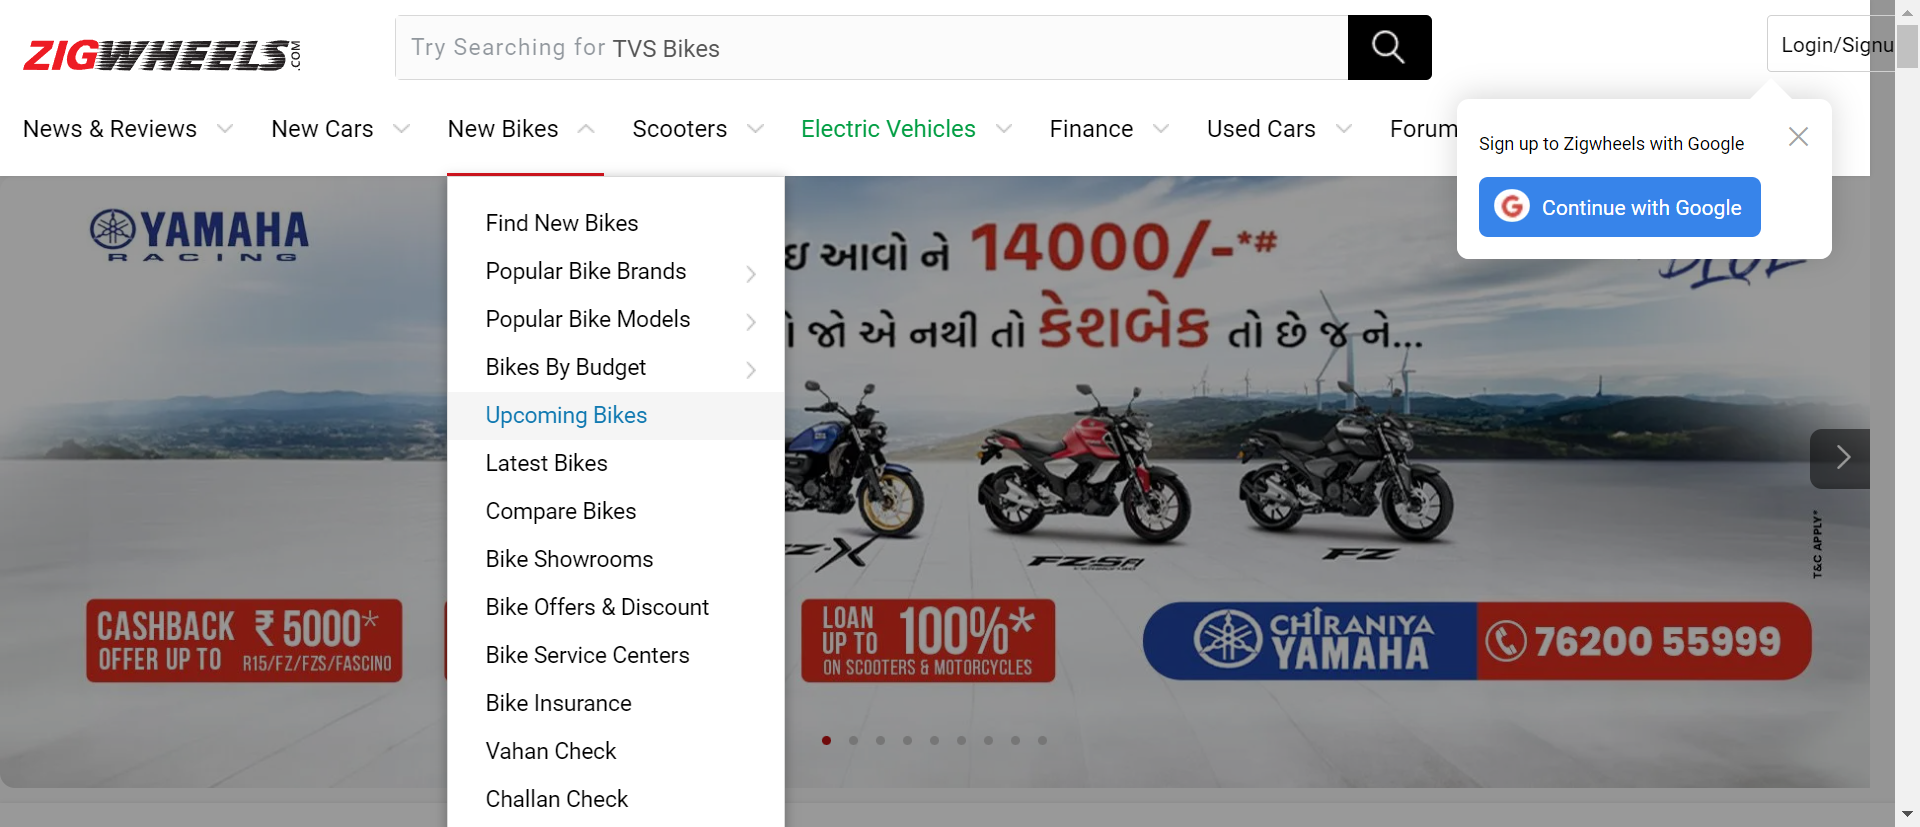 ZIGWHEELS.COM
Try Searching for TVS Bikes
Login/Signu
News & Reviews
New Cars
New Bikes
Scooters
Electric Vehicles
Finance
Used Cars
Forum
Sign up to Zigwheels with Google
Continue with Google
Find New Bikes
Popular Bike Brands
Popular Bike Models
Bikes By Budget
Upcoming Bikes
Latest Bikes
Compare Bikes
Bike Showrooms
Bike Offers & Discount
Bike Service Centers
Bike Insurance
Vahan Check
Challan Check
YAMAHA
RACING
આવો ને 14000/-*#
જો એ નથી તો કેશબેક તો છે જ ને...
FZ-S FI
FZ
T&C APPLY*
CASHBACK ₹ 5000*
OFFER UP TO R15/FZ/FZS/FASCINO
LOAN
UP TO 100%*
ON SCOOTERS & MOTORCYCLES
CHIRANIYA
YAMAHA
76200 55999